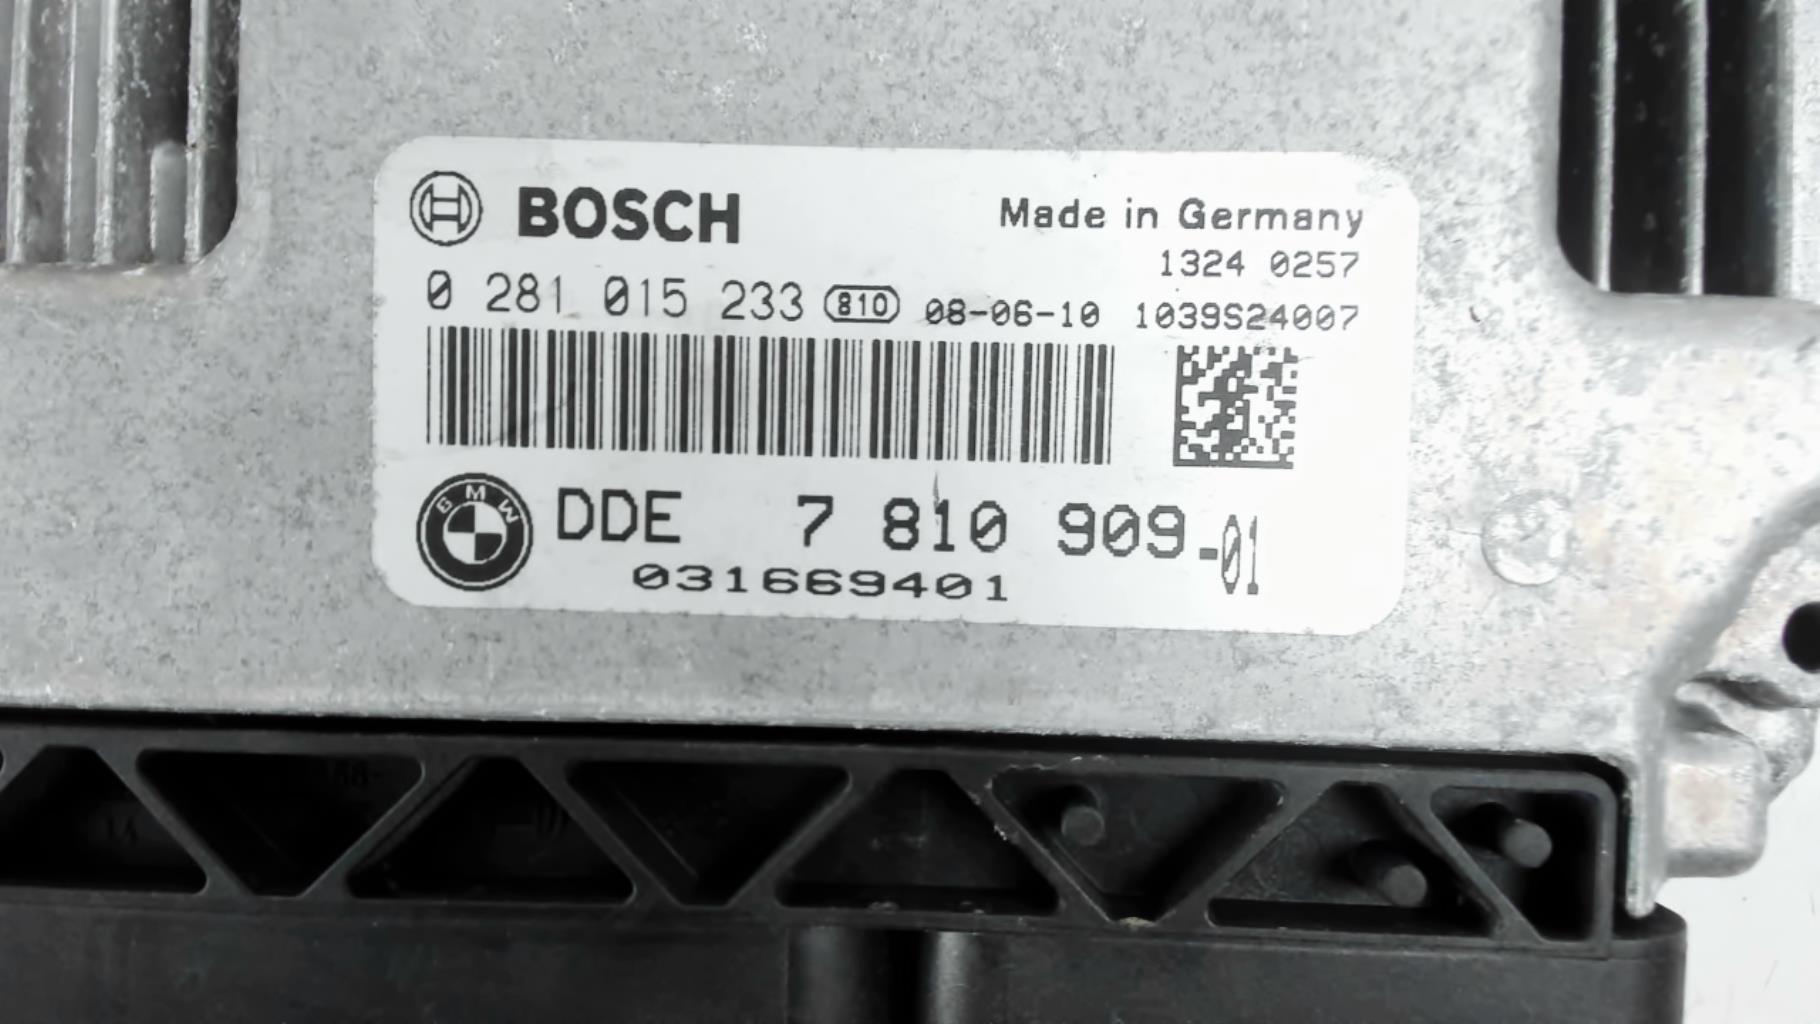 BOSCH
Made in Germany
1324 0257
0 281 015 233 810 08-06-10 1039S24007
BMW
DDE 7 810 909-01
031669401